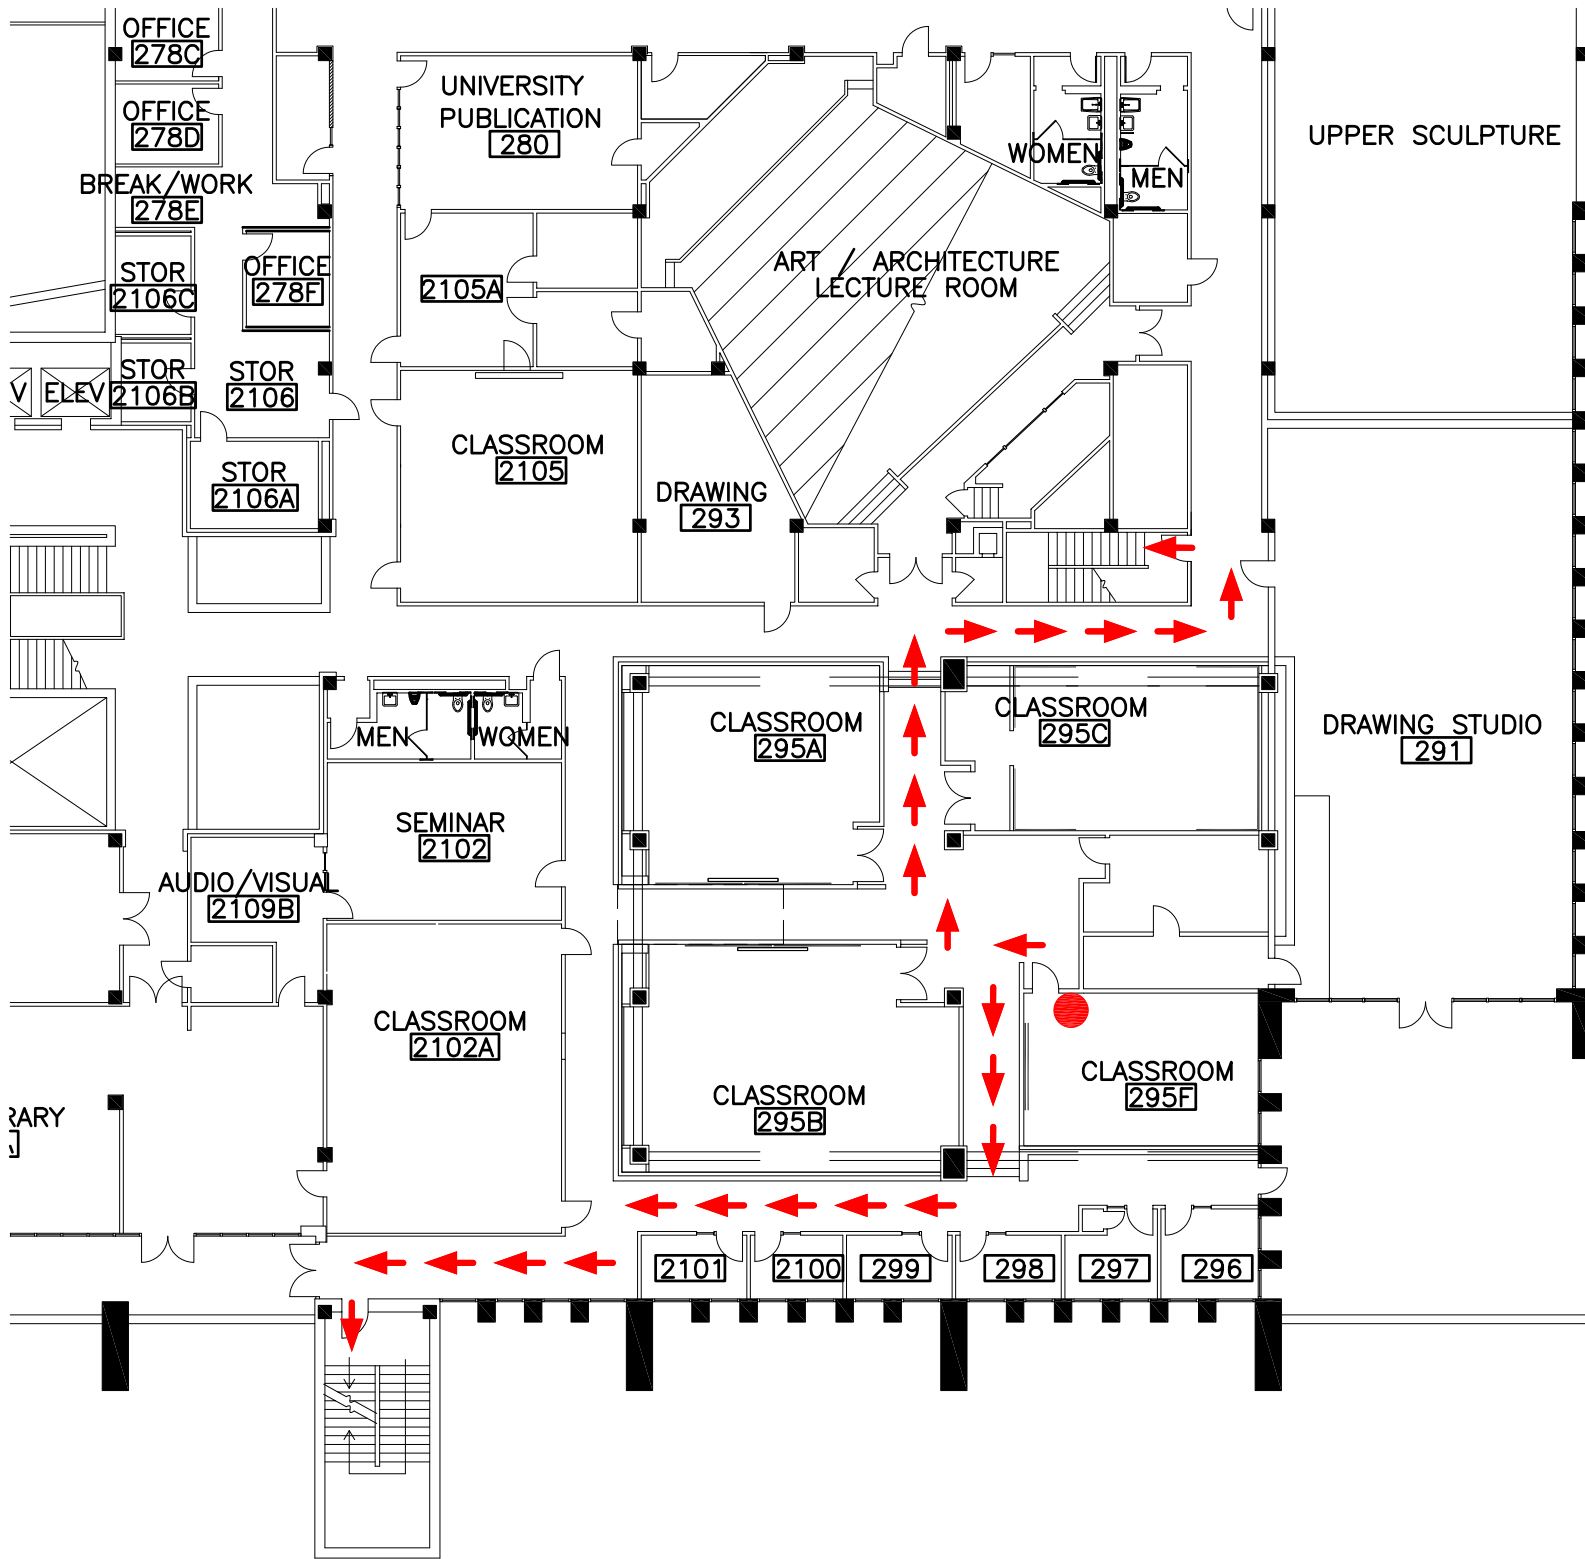 OFFICE
278C
OFFICE
278D
BREAK/WORK
278E
STOR
2106C
OFFICE
278F
STOR
2106B
STOR
2106
V
ELEV
STOR
2106A
UNIVERSITY
PUBLICATION
280
2105A
CLASSROOM
2105
DRAWING
293
ART / ARCHITECTURE
LECTURE ROOM
WOMEN
MEN
UPPER SCULPTURE
MEN
WOMEN
SEMINAR
2102
AUDIO/VISUAL
2109B
CLASSROOM
2102A
CLASSROOM
295A
CLASSROOM
295C
DRAWING STUDIO
291
CLASSROOM
295B
CLASSROOM
295F
RARY
2101
2100
299
298
297
296